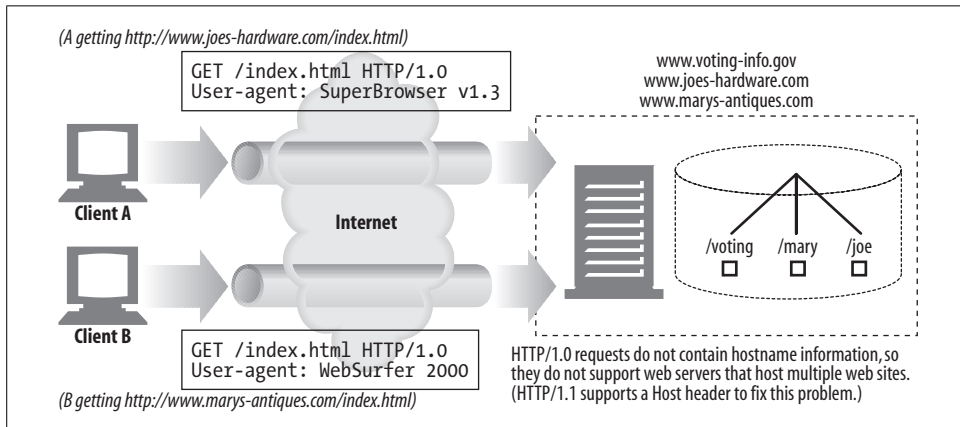 (A getting http://www.joes-hardware.com/index.html)
GET /index.html HTTP/1.0
User-agent: SuperBrowser v1.3
www.voting-info.gov
www.joes-hardware.com
www.marys-antiques.com
Client A
Internet
/voting /mary /joe
Client B
GET /index.html HTTP/1.0
User-agent: WebSurfer 2000
(B getting http://www.marys-antiques.com/index.html)
HTTP/1.0 requests do not contain hostname information, so
they do not support web servers that host multiple web sites.
(HTTP/1.1 supports a Host header to fix this problem.)